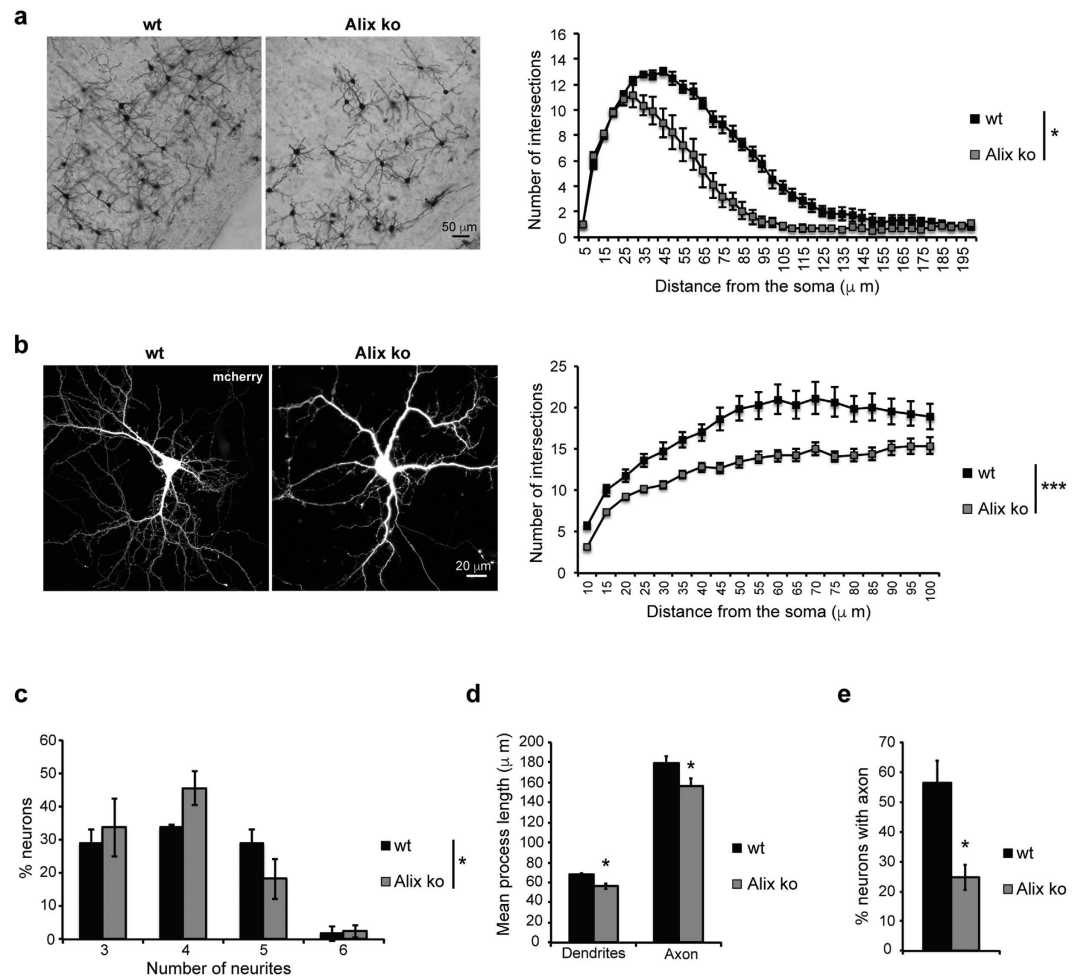 a
wt
Alix ko
50 μm
Number of intersections
16
14
12
10
8
6
4
2
0
5
15
25
35
45
55
65
75
85
95
105
115
125
135
145
155
165
175
185
195
Distance from the soma (μ m)
wt
Alix ko
*
b
wt
Alix ko
mcherry
20 μm
Number of intersections
25
20
15
10
5
0
10
15
20
25
30
35
40
45
50
55
60
65
70
75
80
85
90
95
100
Distance from the soma (μ m)
wt
Alix ko
***
c
% neurons
60
50
40
30
20
10
0
3
4
5
6
Number of neurites
wt
Alix ko
*
d
Mean process length (μ m)
200
180
160
140
120
100
80
60
40
20
0
*
*
Dendrites
Axon
wt
Alix ko
e
% neurons with axon
70
60
50
40
30
20
10
0
*
wt
Alix ko